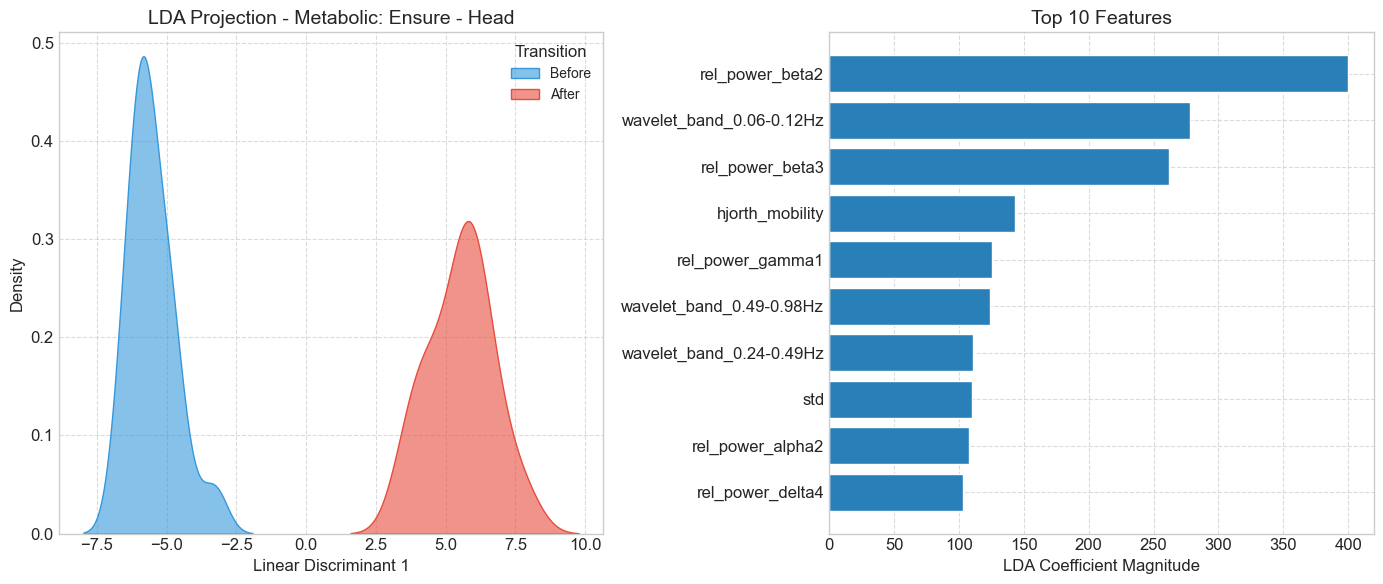 LDA Projection - Metabolic: Ensure - Head
Transition
Before
After
0.5
0.4
0.3
0.2
0.1
0.0
Density
−7.5 −5.0 −2.5 0.0 2.5 5.0 7.5 10.0
Linear Discriminant 1
Top 10 Features
rel_power_beta2
wavelet_band_0.06-0.12Hz
rel_power_beta3
hjorth_mobility
rel_power_gamma1
wavelet_band_0.49-0.98Hz
wavelet_band_0.24-0.49Hz
std
rel_power_alpha2
rel_power_delta4
0 50 100 150 200 250 300 350 400
LDA Coefficient Magnitude